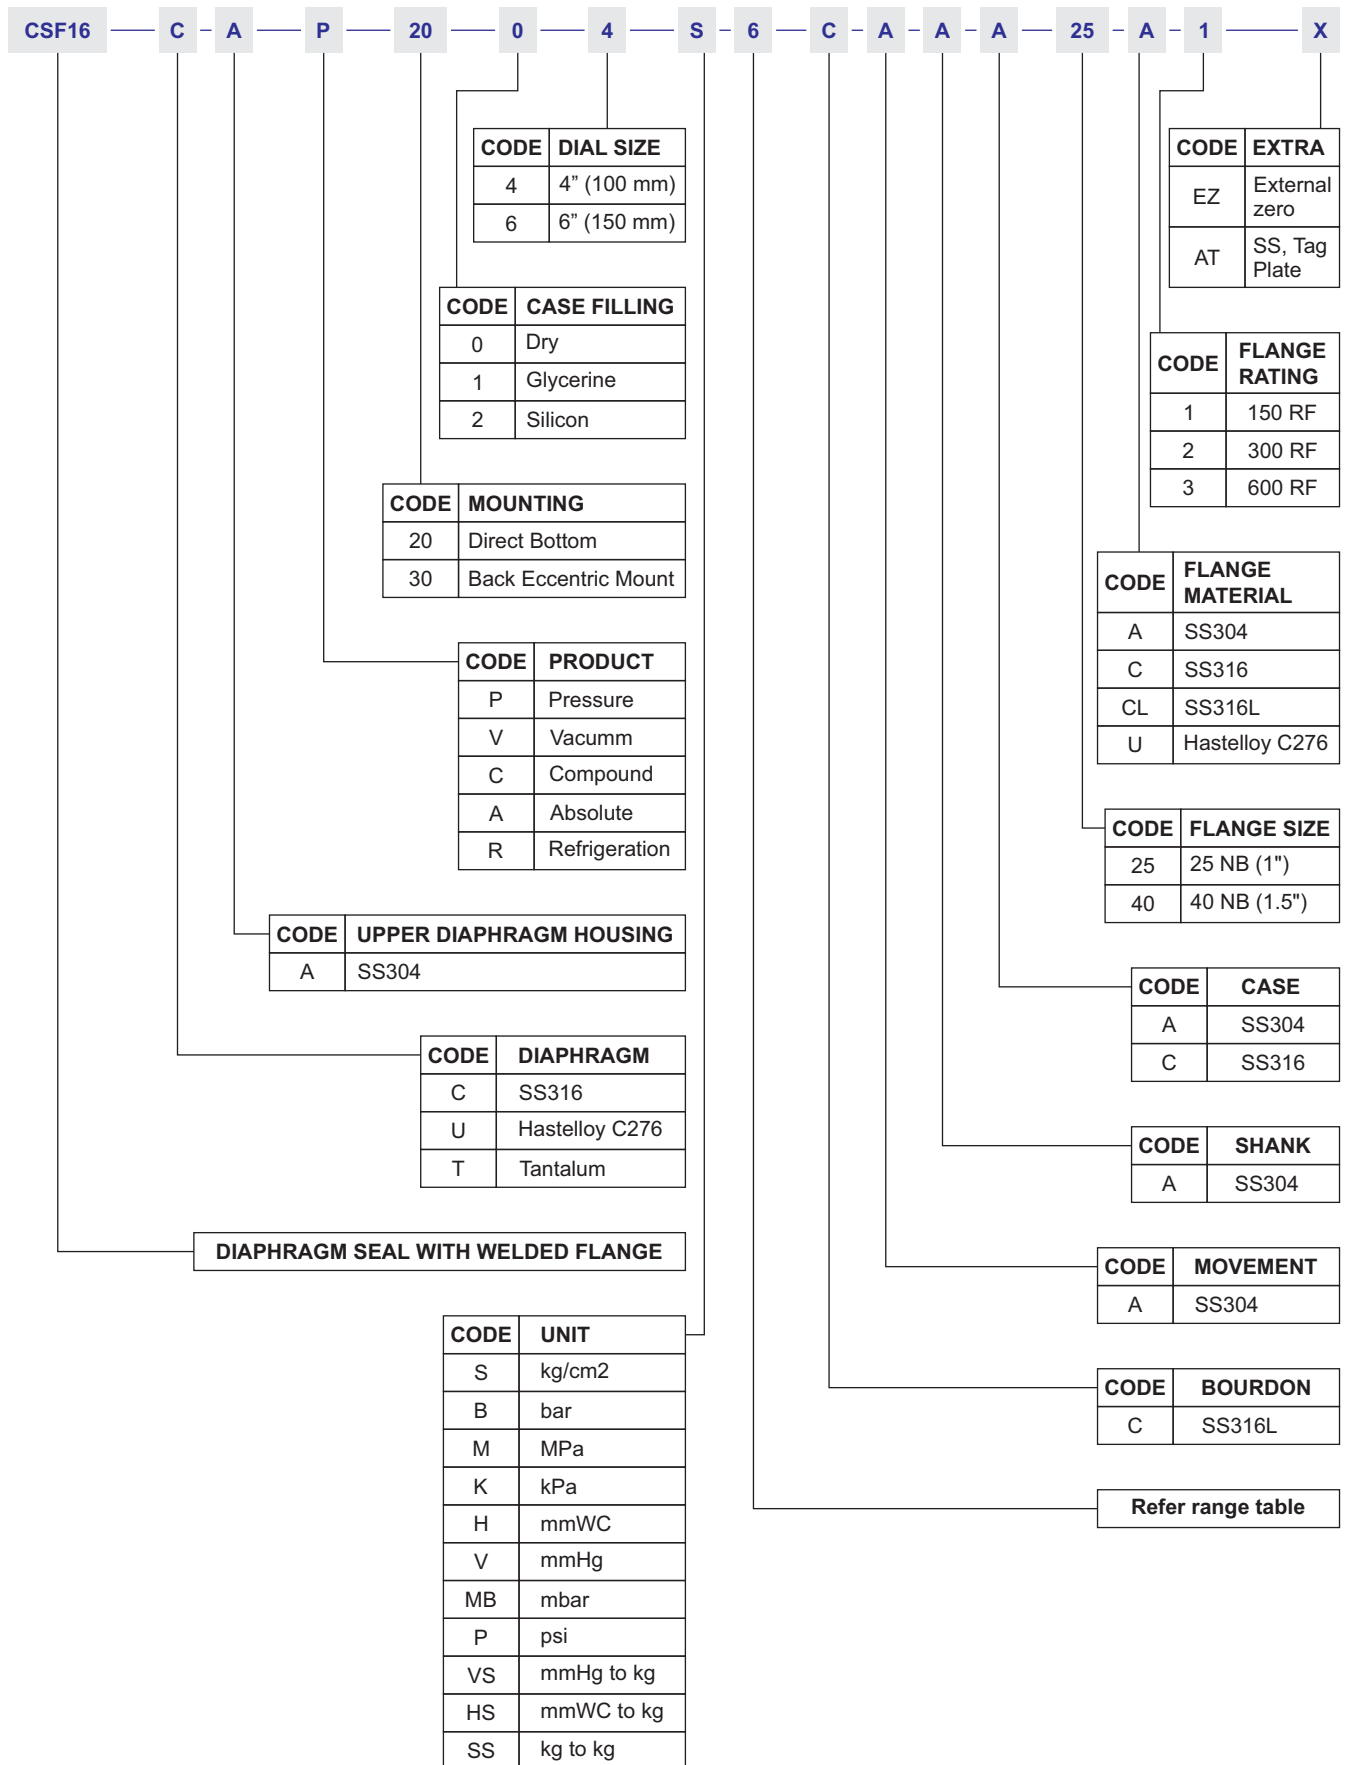 CSF16 C A P 20 0 4 S 6 C A A A 25 A 1 X
CODE DIAL SIZE
4 4” (100 mm)
6 6” (150 mm)
CODE CASE FILLING
0 Dry
1 Glycerine
2 Silicon
CODE MOUNTING
20 Direct Bottom
30 Back Eccentric Mount
CODE PRODUCT
P Pressure
V Vacumm
C Compound
A Absolute
R Refrigeration
CODE UPPER DIAPHRAGM HOUSING
A SS304
CODE DIAPHRAGM
C SS316
U Hastelloy C276
T Tantalum
DIAPHRAGM SEAL WITH WELDED FLANGE
CODE UNIT
S kg/cm2
B bar
M MPa
K kPa
H mmWC
V mmHg
MB mbar
P psi
VS mmHg to kg
HS mmWC to kg
SS kg to kg
CODE EXTRA
EZ External
zero
AT SS, Tag
Plate
CODE FLANGE
RATING
1 150 RF
2 300 RF
3 600 RF
CODE FLANGE
MATERIAL
A SS304
C SS316
CL SS316L
U Hastelloy C276
CODE FLANGE SIZE
25 25 NB (1")
40 40 NB (1.5")
CODE CASE
A SS304
C SS316
CODE SHANK
A SS304
CODE MOVEMENT
A SS304
CODE BOURDON
C SS316L
Refer range table